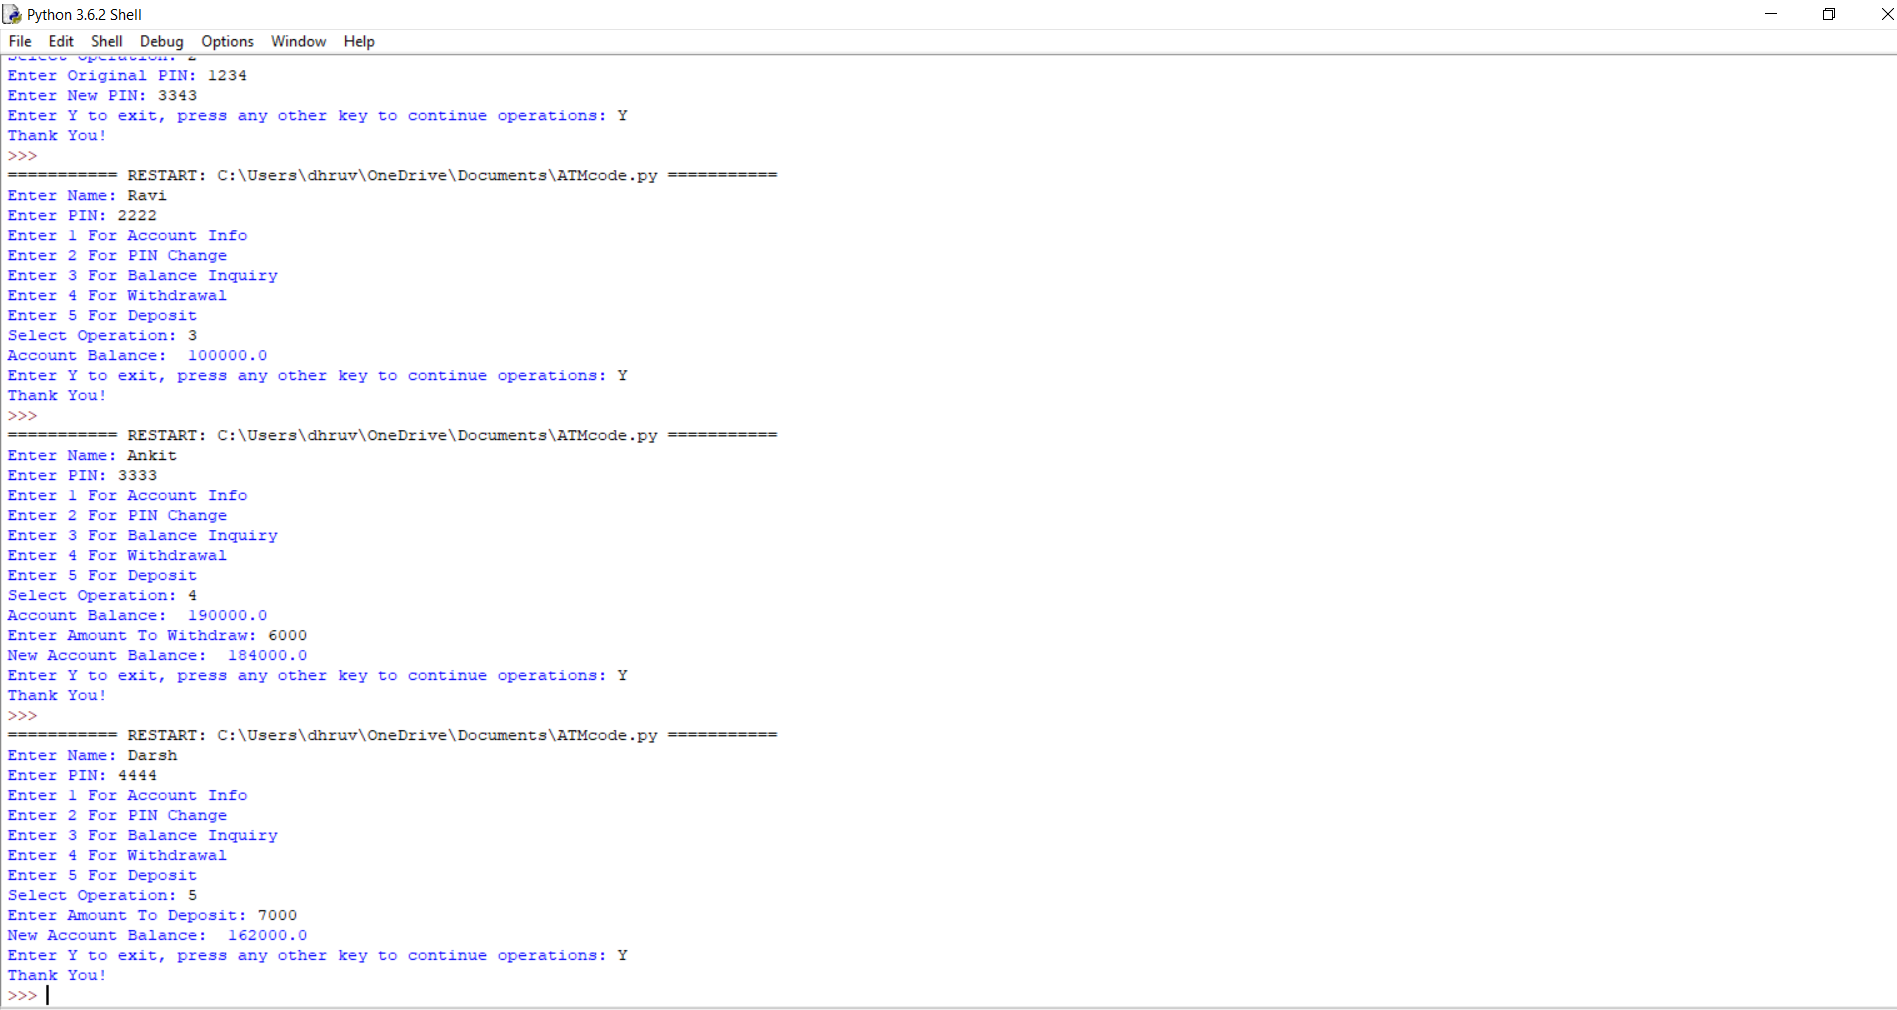 Python 3.6.2 Shell
File Edit Shell Debug Options Window Help
Select Operation: 2
Enter Original PIN: 1234
Enter New PIN: 3343
Enter Y to exit, press any other key to continue operations: Y
Thank You!
>>>
=========== RESTART: C:\Users\dhruv\OneDrive\Documents\ATMcode.py ===========
Enter Name: Ravi
Enter PIN: 2222
Enter 1 For Account Info
Enter 2 For PIN Change
Enter 3 For Balance Inquiry
Enter 4 For Withdrawal
Enter 5 For Deposit
Select Operation: 3
Account Balance:  100000.0
Enter Y to exit, press any other key to continue operations: Y
Thank You!
>>>
=========== RESTART: C:\Users\dhruv\OneDrive\Documents\ATMcode.py ===========
Enter Name: Ankit
Enter PIN: 3333
Enter 1 For Account Info
Enter 2 For PIN Change
Enter 3 For Balance Inquiry
Enter 4 For Withdrawal
Enter 5 For Deposit
Select Operation: 4
Account Balance:  190000.0
Enter Amount To Withdraw: 6000
New Account Balance:  184000.0
Enter Y to exit, press any other key to continue operations: Y
Thank You!
>>>
=========== RESTART: C:\Users\dhruv\OneDrive\Documents\ATMcode.py ===========
Enter Name: Darsh
Enter PIN: 4444
Enter 1 For Account Info
Enter 2 For PIN Change
Enter 3 For Balance Inquiry
Enter 4 For Withdrawal
Enter 5 For Deposit
Select Operation: 5
Enter Amount To Deposit: 7000
New Account Balance:  162000.0
Enter Y to exit, press any other key to continue operations: Y
Thank You!
>>>